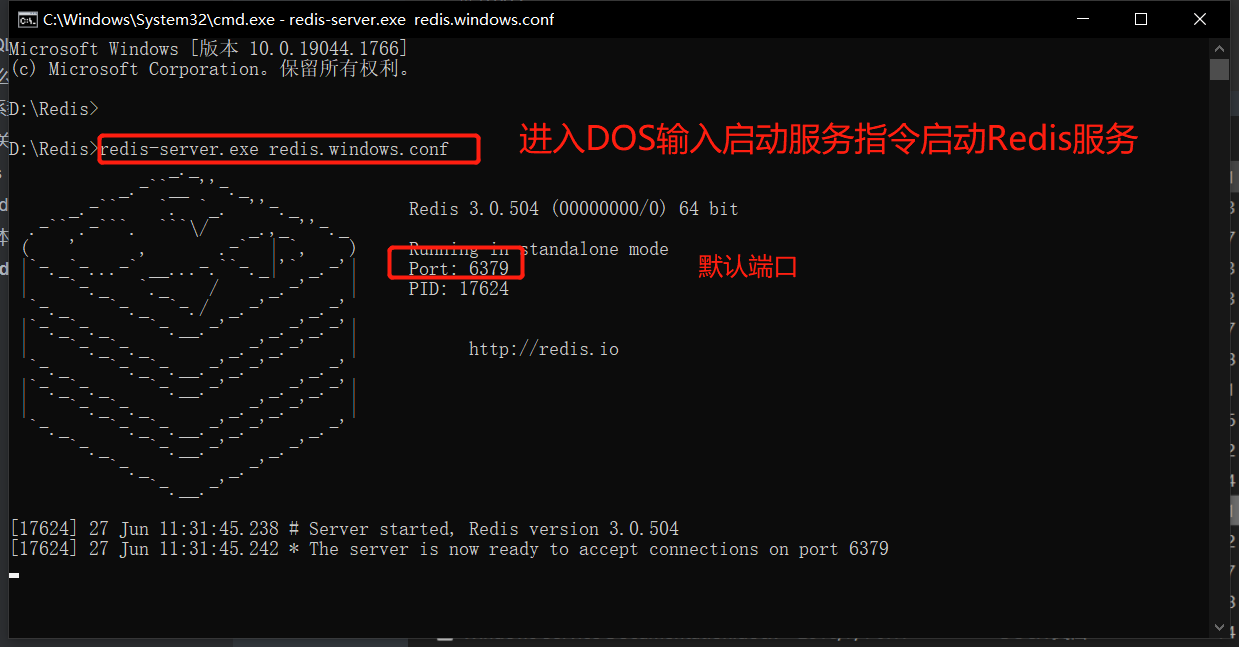 C:\Windows\System32\cmd.exe - redis-server.exe redis.windows.conf
Microsoft Windows [版本 10.0.19044.1766]
(c) Microsoft Corporation。保留所有权利。
D:\Redis>
进入DOS输入启动服务指令启动Redis服务
D:\Redis>redis-server.exe redis.windows.conf
Redis 3.0.504 (00000000/0) 64 bit
Running in standalone mode
Port: 6379
默认端口
PID: 17624
http://redis.io
[17624] 27 Jun 11:31:45.238 # Server started, Redis version 3.0.504
[17624] 27 Jun 11:31:45.242 * The server is now ready to accept connections on port 6379